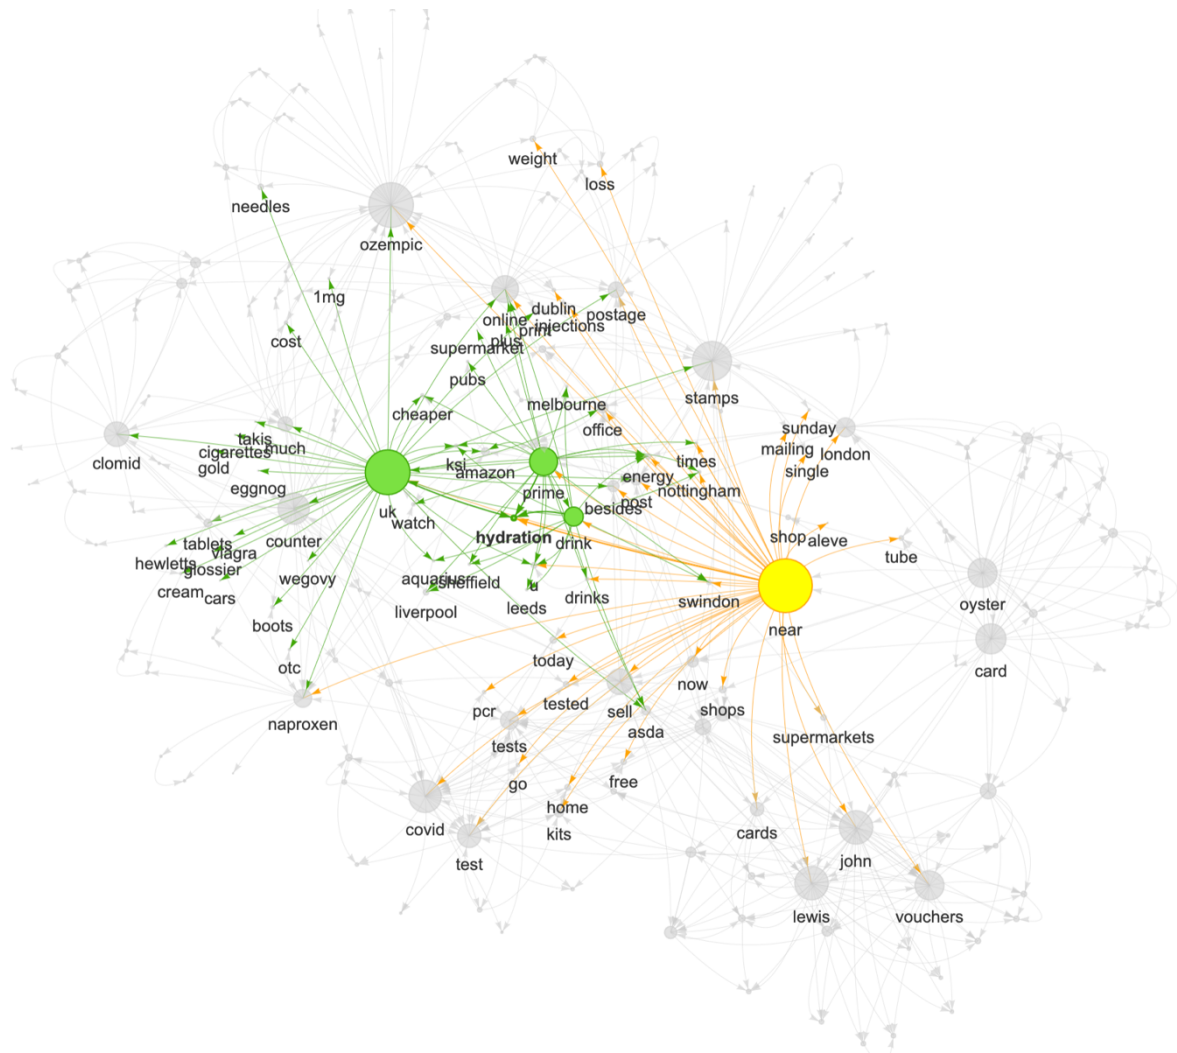 weight
loss
needles
ozempic
1mg
dublin
postage
online
injections
print
plus
cost
supermarket
pubs
stamps
melbourne
cheaper
office
sunday
takis
much
mailing
london
cigarettes
clomid
gold
ksi
amazon
times
single
energy
eggnog
prime
nottingham
besides
post
uk
watch
hydration
drink
shop
aleve
counter
tablets
viagra
tube
hewletts
glossier
wegovy
aquarius
sheffield
u
cream
cars
drinks
swindon
oyster
liverpool
leeds
boots
near
today
otc
card
now
tested
pcr
sell
shops
naproxen
asda
supermarkets
tests
go
free
home
covid
kits
cards
test
john
lewis
vouchers